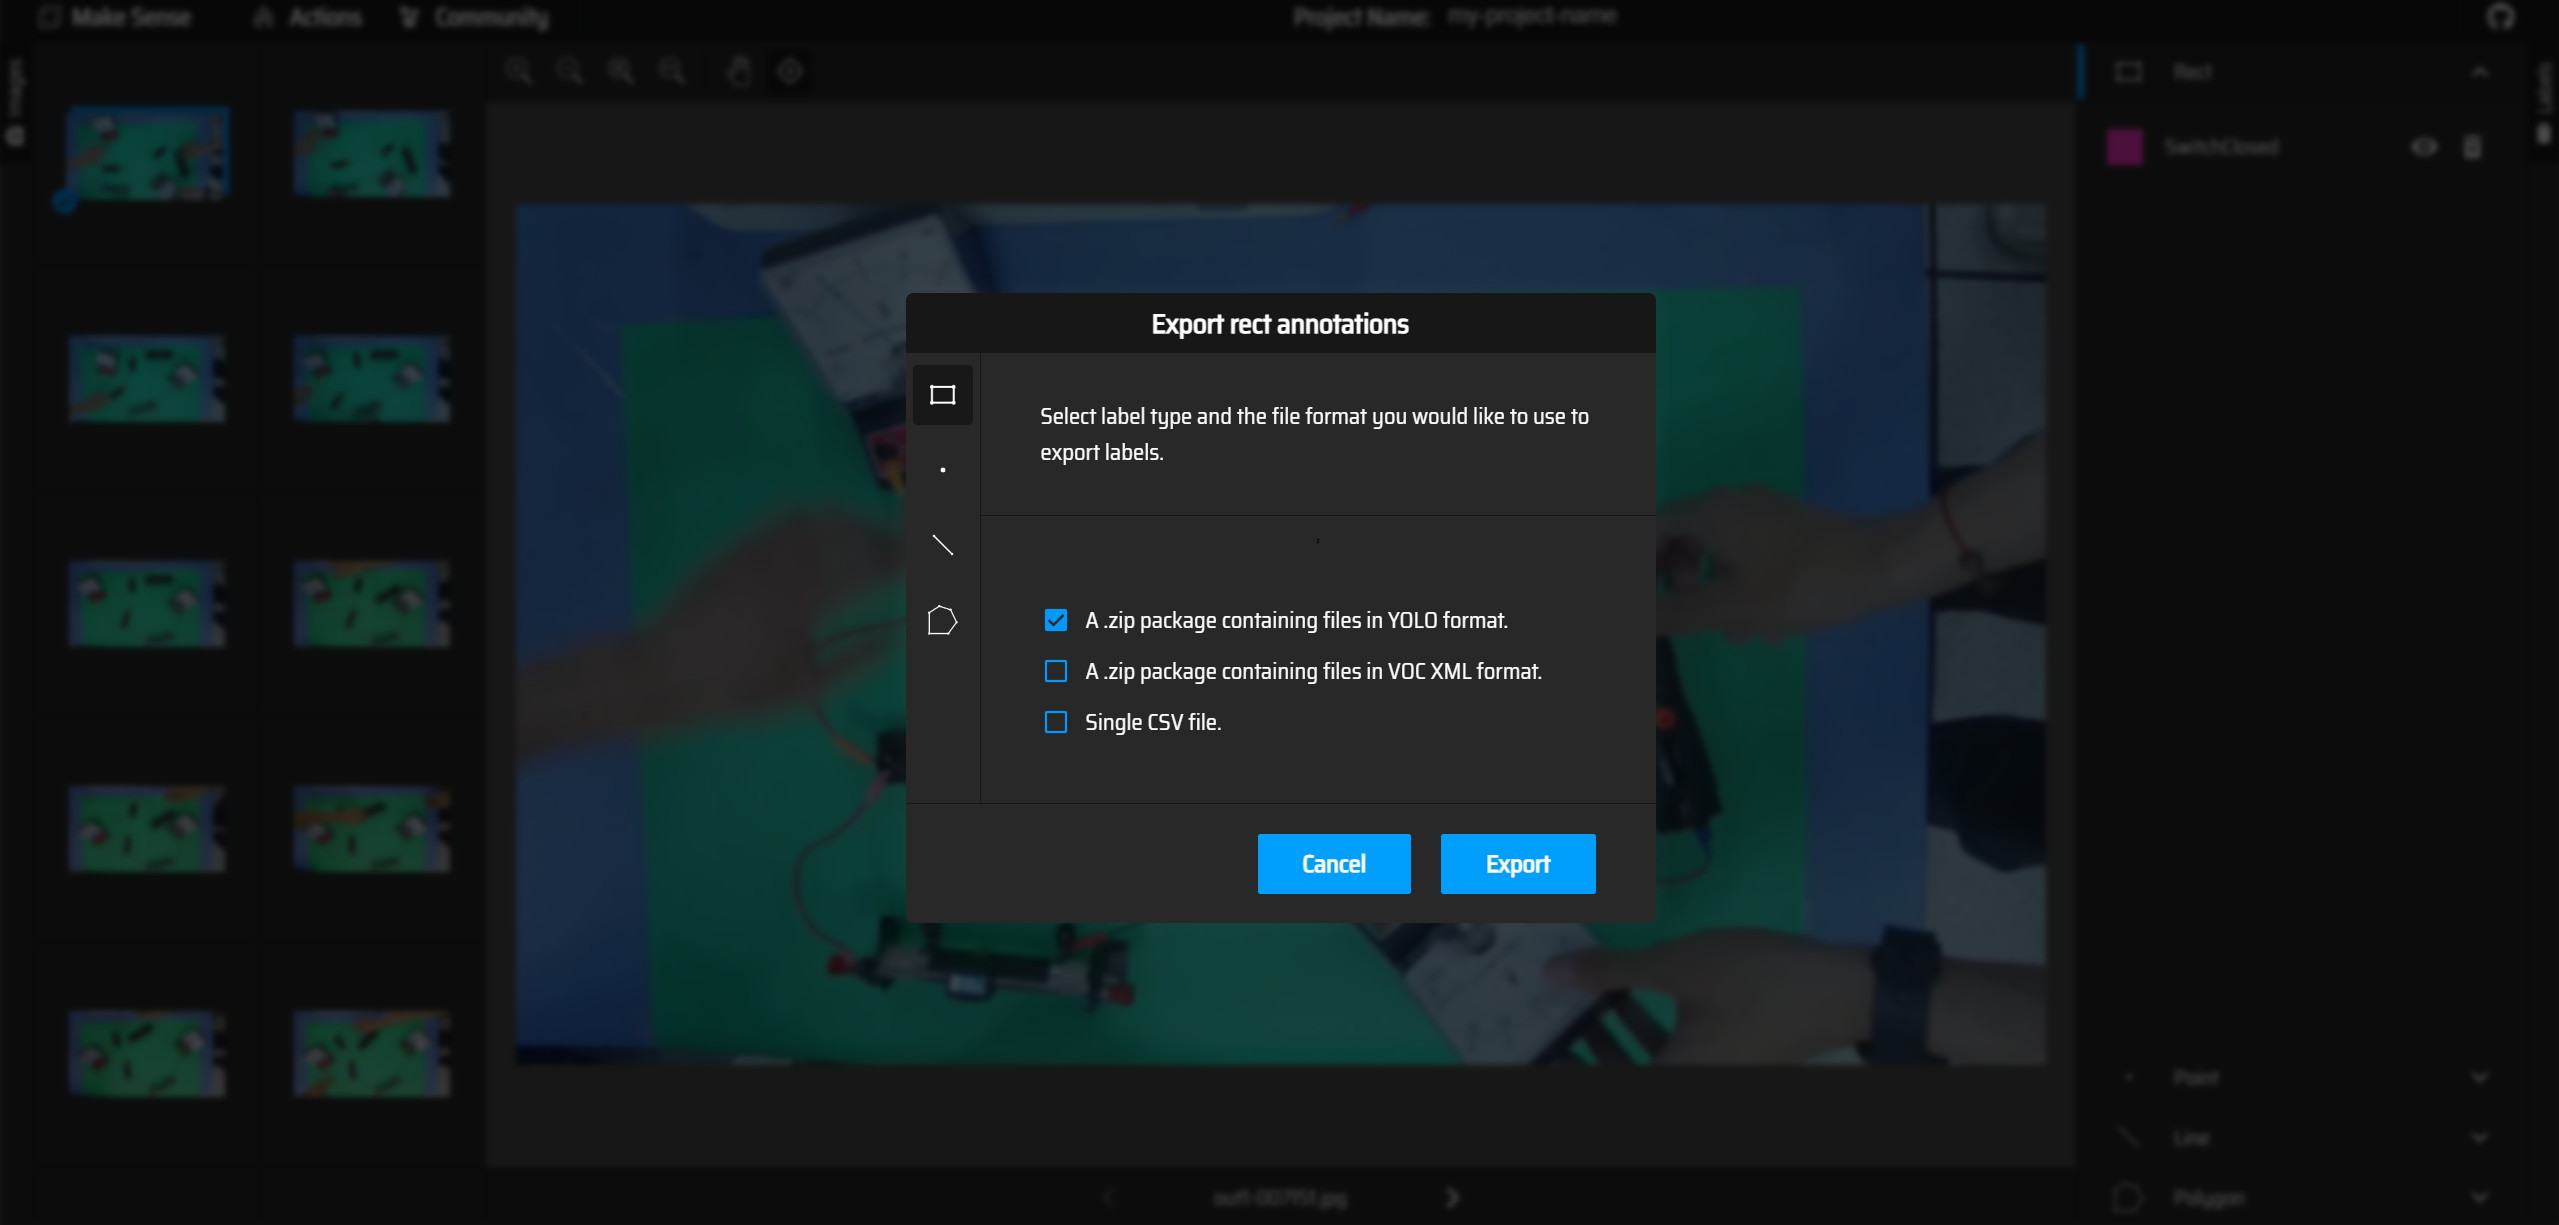 Make Sense
Actions
Community
Project Name: my-project-name
Images
Rect
Labels
SwitchClosed
Export rect annotations
Select label type and the file format you would like to use to
export labels.
A .zip package containing files in YOLO format.
A .zip package containing files in VOC XML format.
Single CSV file.
Cancel
Export
Point
Line
Polygon